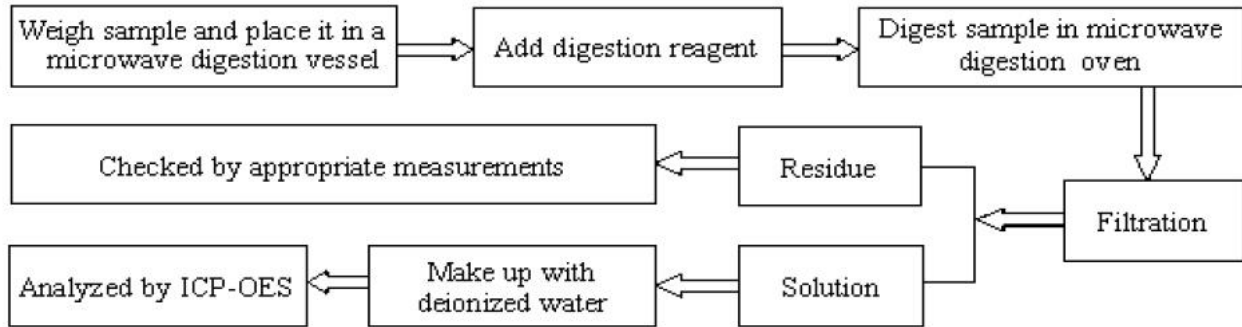 Weigh sample and place it in a
microwave digestion vessel
Add digestion reagent
Digest sample in microwave
digestion oven
Checked by appropriate measurements
Residue
Filtration
Analyzed by ICP-OES
Make up with
deionized water
Solution